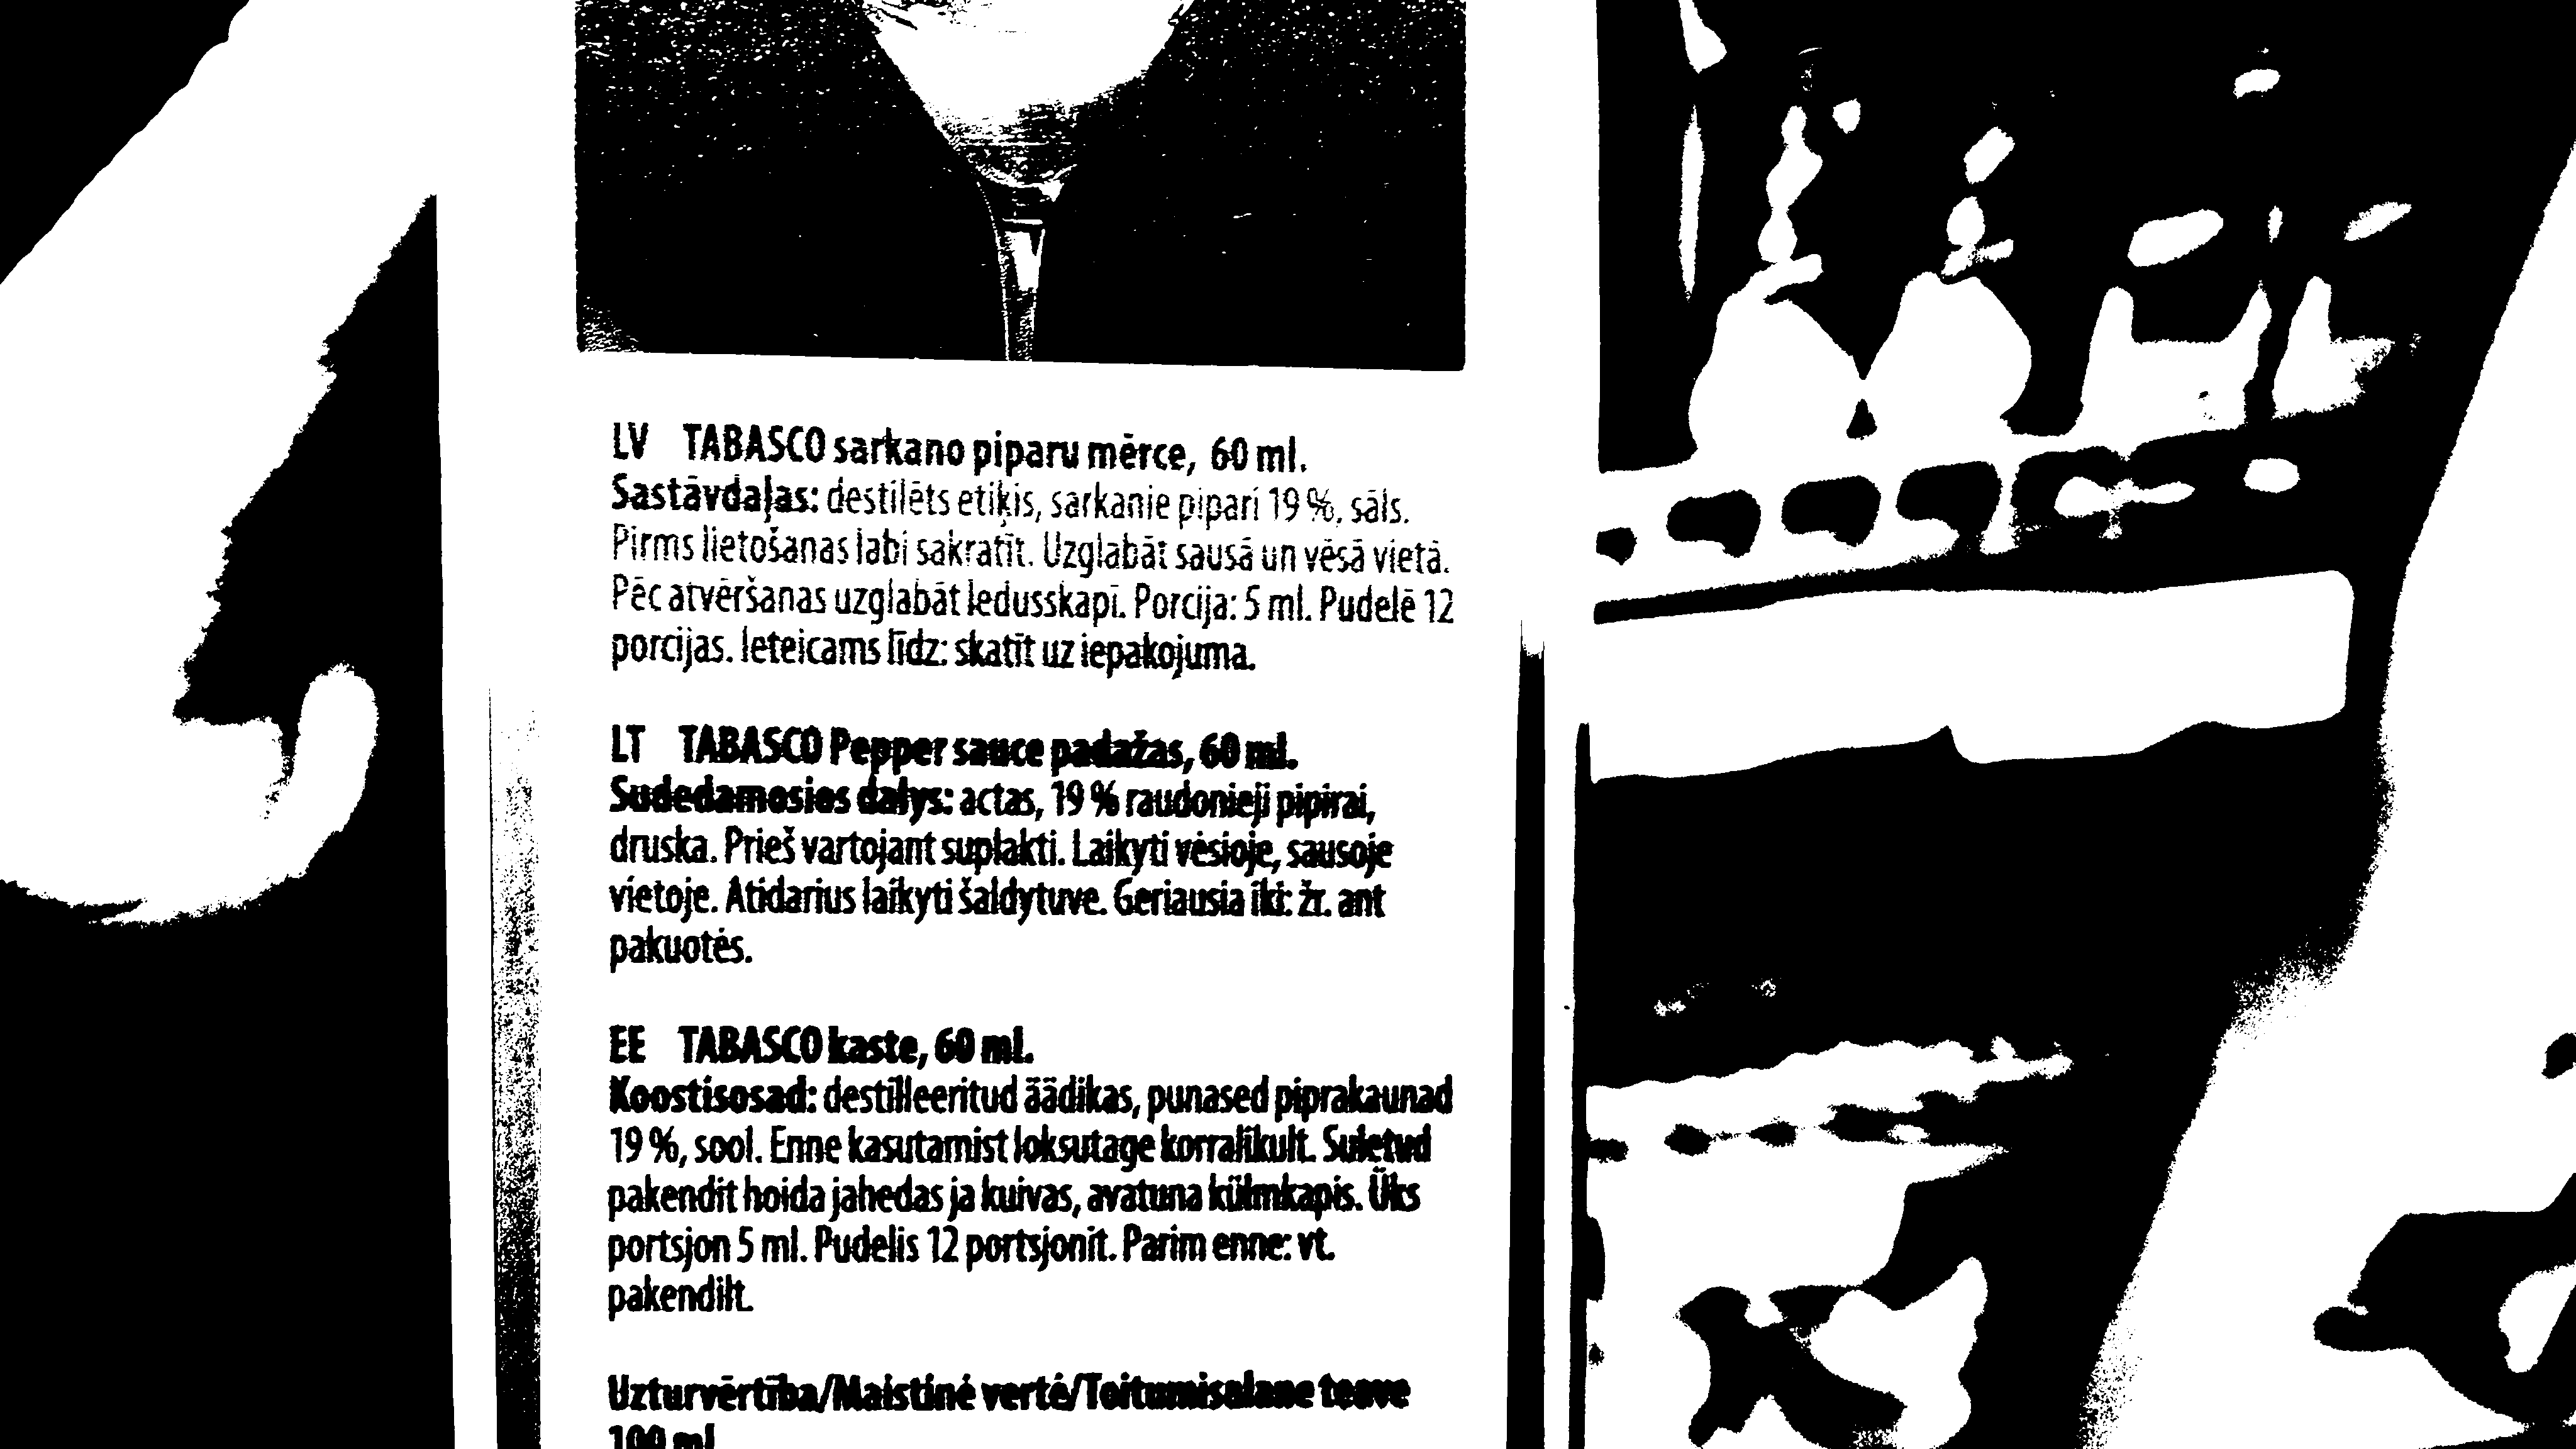 LV TABASCO sarkano piparu mērce, 60 ml.
Sastāvdaļas: destilēts etiķis, sarkanie pipari 19 %, sāls.
Pirms lietošanas labi sakratīt. Uzglabāt sausā un vēsā vietā.
Pēc atvēršanas uzglabāt ledusskapī. Porcija: 5 ml. Pudelē 12
porcijas. Ieteicams līdz: skatīt uz iepakojuma.
LT TABASCO Pepper sauce padažas, 60 ml.
Sudedamosios dalys: actas, 19 % raudonieji pipirai,
druska. Prieš vartojant suplakti. Laikyti vėsioje, sausoje
vietoje. Atidarius laikyti šaldytuve. Geriausia iki: žr. ant
pakuotės.
EE TABASCO kaste, 60 ml.
Koostisosad: destilleeritud äädikas, punased piprakaunad
19 %, sool. Enne kasutamist loksutage korralikult. Suletud
pakendit hoida jahedas ja kuivas, avatuna külmkapis. Üks
portsjon 5 ml. Pudelis 12 portsjonit. Parim enne: vt.
pakendilt.
Uzturvērtība/Maistinė vertė/Toitumisalane teave
100 ml